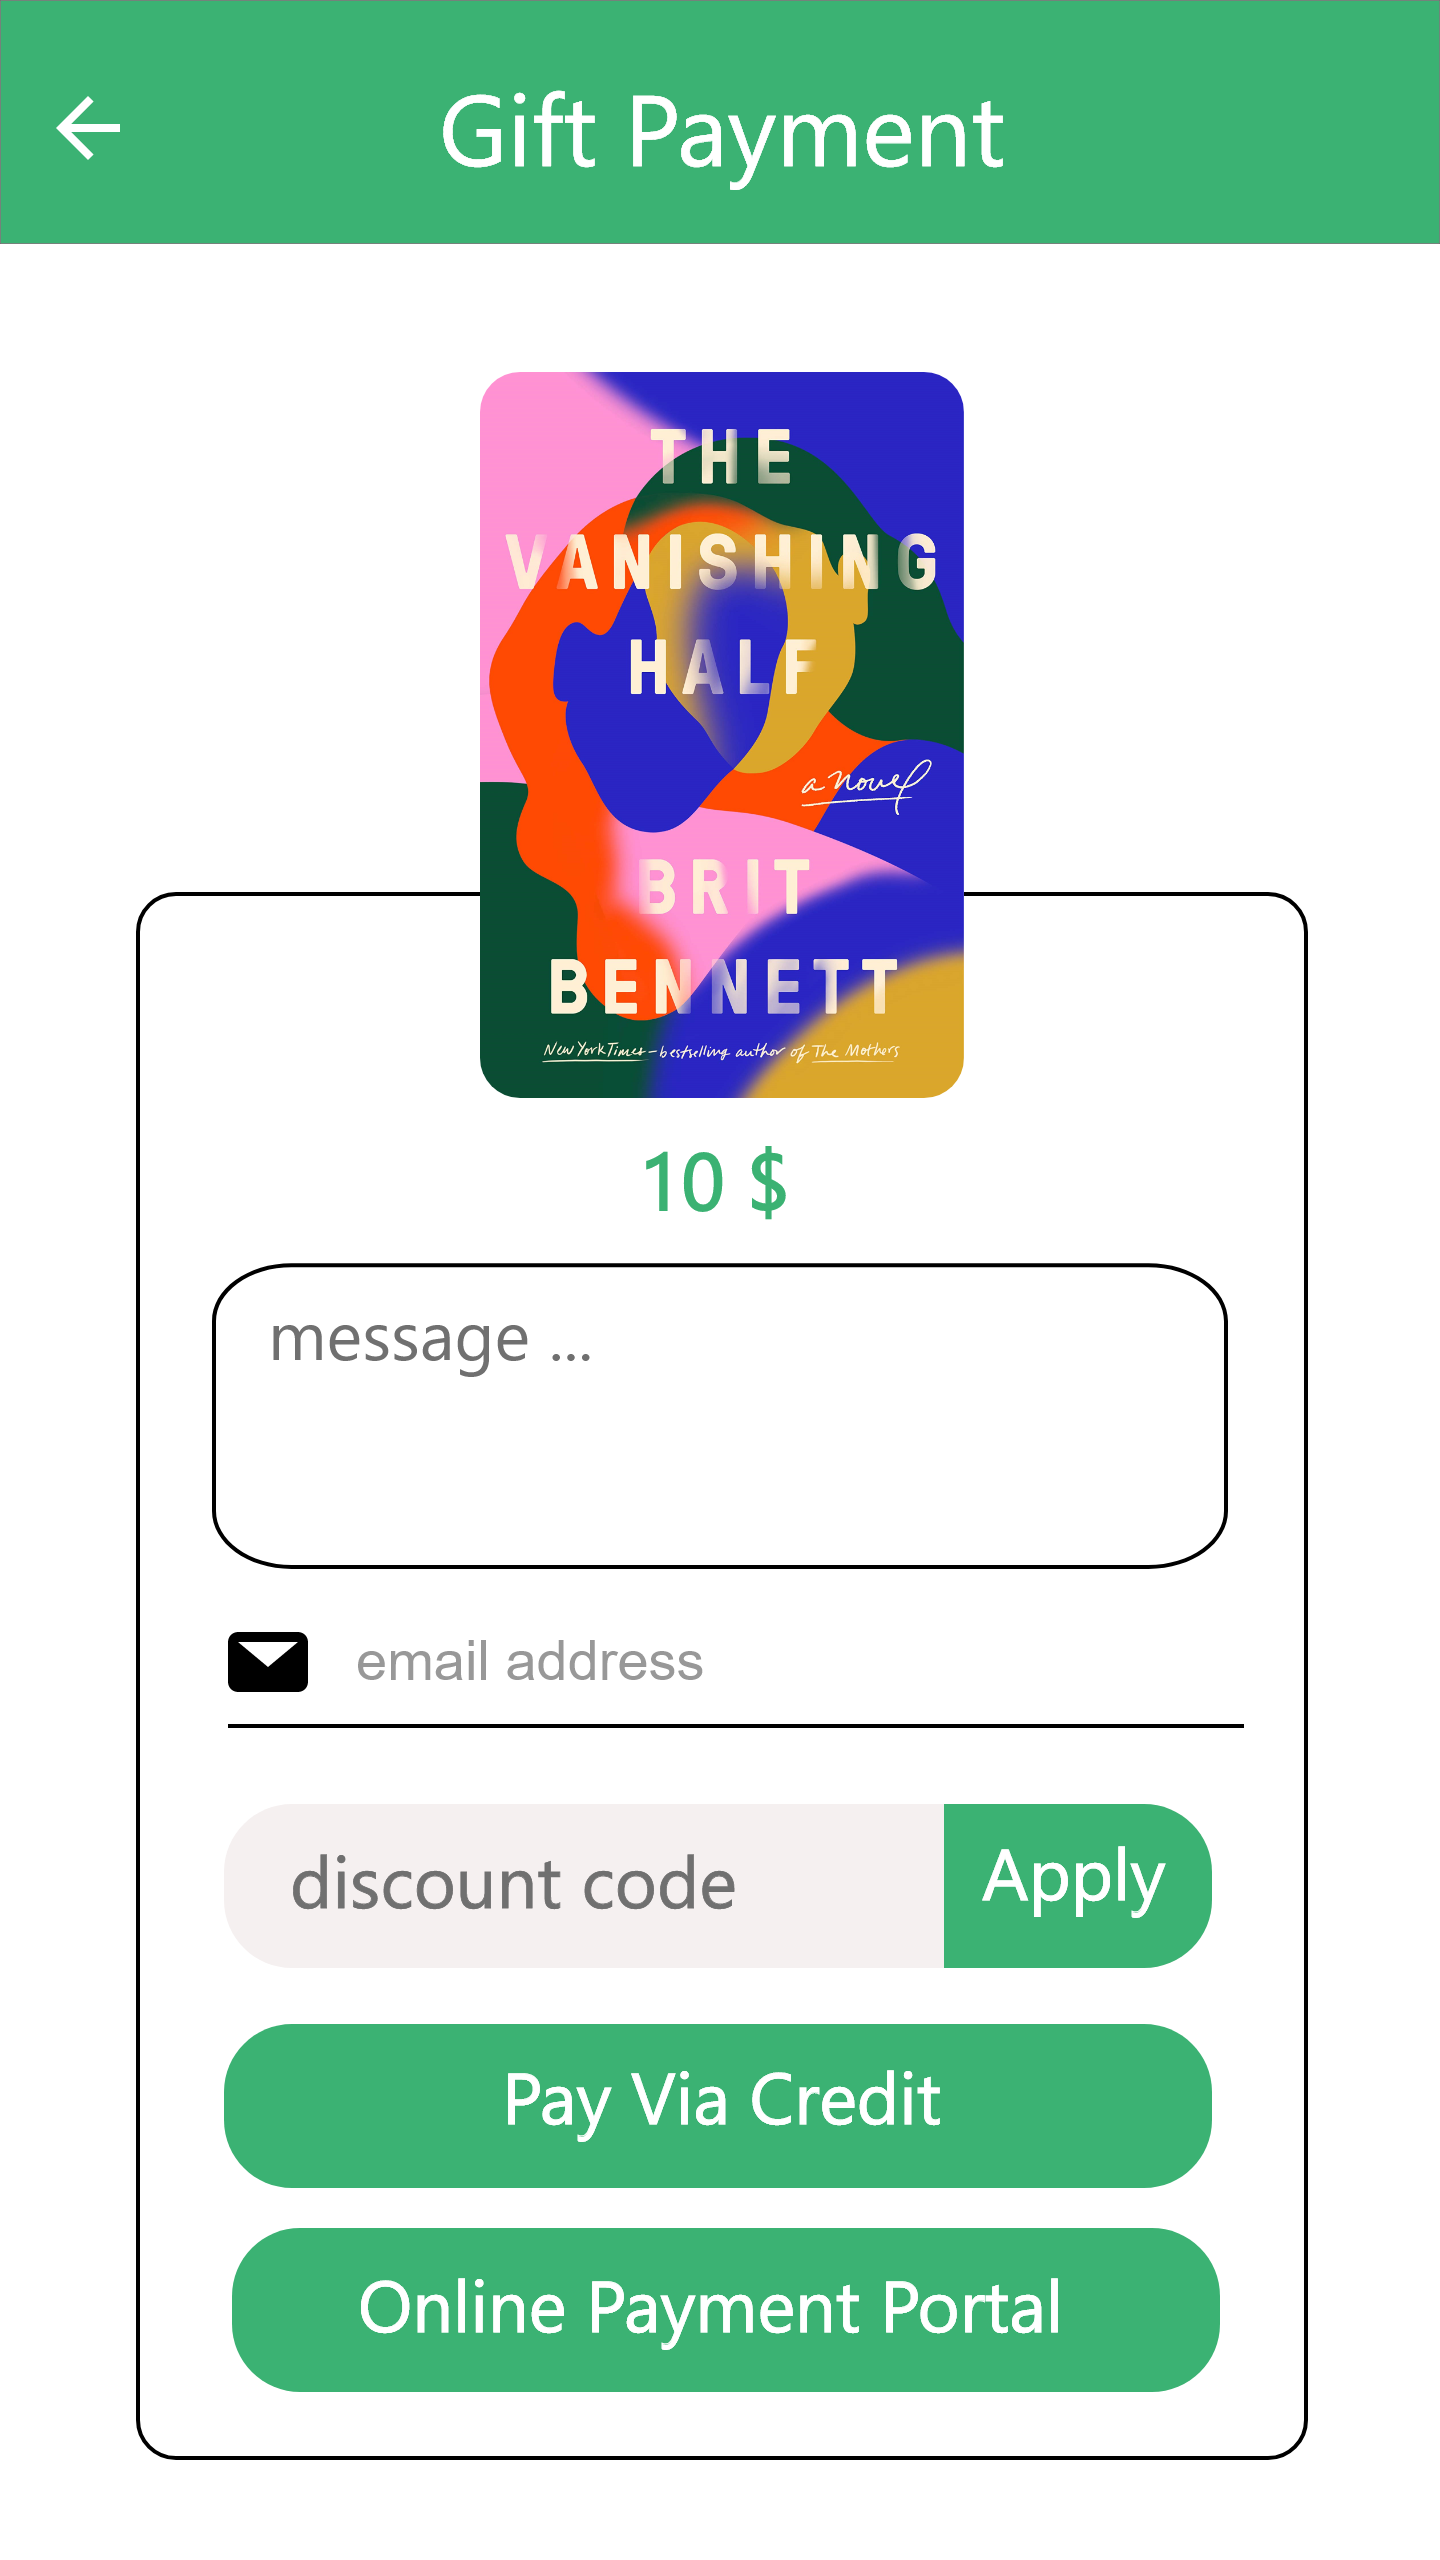 Gift Payment
THE
VANISHING
HALF
a novel
BRIT
BENNETT
New York Times-bestselling author of The Mothers
10 $
message ...
email address
discount code
Apply
Pay Via Credit
Online Payment Portal